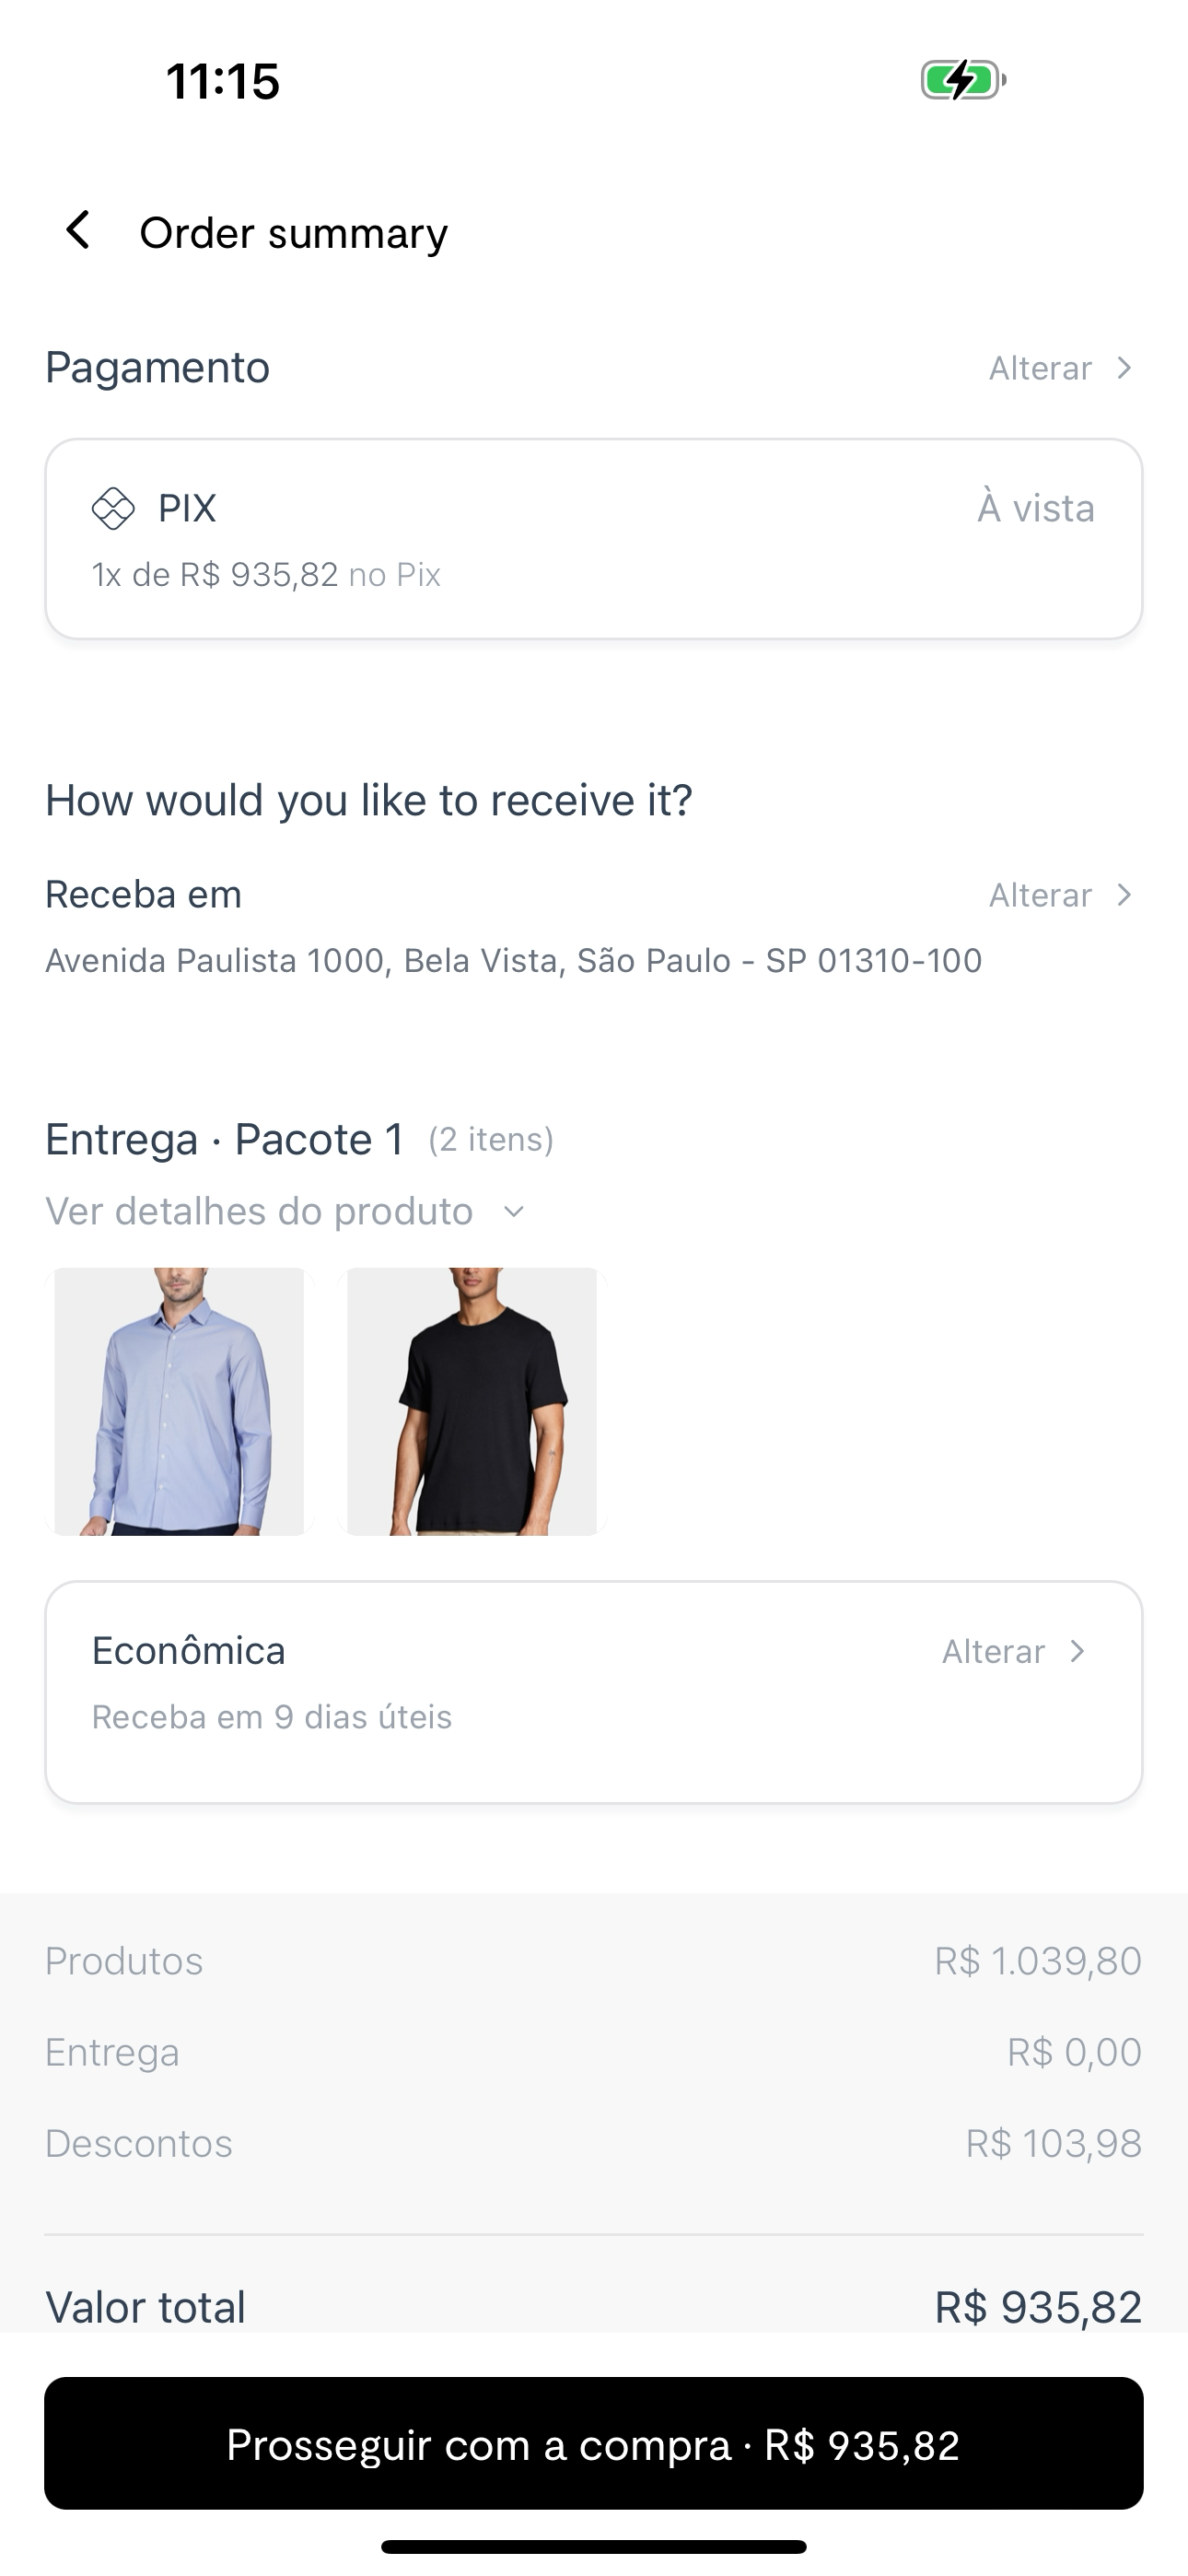 11:15
Order summary
Pagamento Alterar
PIX À vista
1x de R$ 935,82 no Pix
How would you like to receive it?
Receba em Alterar
Avenida Paulista 1000, Bela Vista, São Paulo - SP 01310-100
Entrega · Pacote 1 (2 itens)
Ver detalhes do produto
Econômica Alterar
Receba em 9 dias úteis
Produtos R$ 1.039,80
Entrega R$ 0,00
Descontos R$ 103,98
Valor total R$ 935,82
Prosseguir com a compra · R$ 935,82